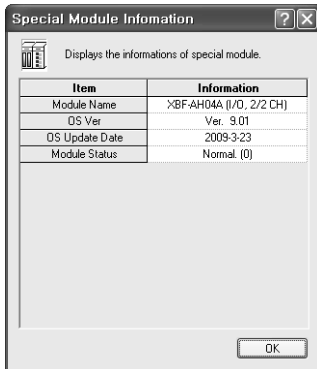 Special Module Infomation
Displays the informations of special module.
Item Information
Module Name XBF-AH04A (I/O, 2/2 CH)
OS Ver Ver. 9.01
OS Update Date 2009-3-23
Module Status Normal. (0)
OK